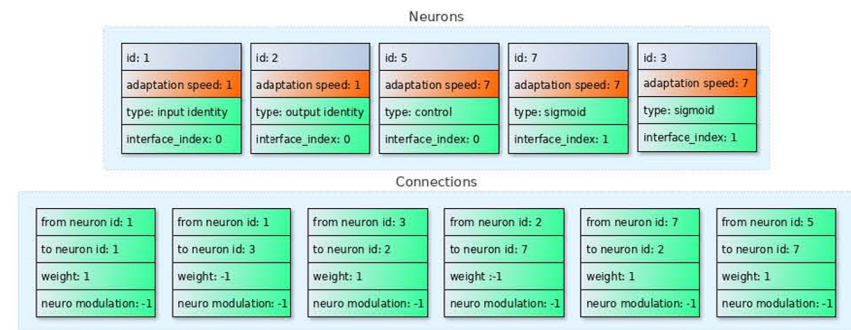 Neurons
id: 1
adaptation speed: 1
type: input identity
interface_index: 0
id: 2
adaptation speed: 1
type: output identity
interface_index: 0
id: 5
adaptation speed: 7
type: control
interface_index: 0
id: 7
adaptation speed: 7
type: sigmoid
interface_index: 1
id: 3
adaptation speed: 7
type: sigmoid
interface_index: 1
Connections
from neuron id: 1
to neuron id: 1
weight: 1
neuro modulation: -1
from neuron id: 1
to neuron id: 3
weight: -1
neuro modulation: -1
from neuron id: 3
to neuron id: 2
weight: 1
neuro modulation: -1
from neuron id: 2
to neuron id: 7
weight :-1
neuro modulation: -1
from neuron id: 7
to neuron id: 2
weight: 1
neuro modulation: -1
from neuron id: 5
to neuron id: 7
weight: 1
neuro modulation: -1